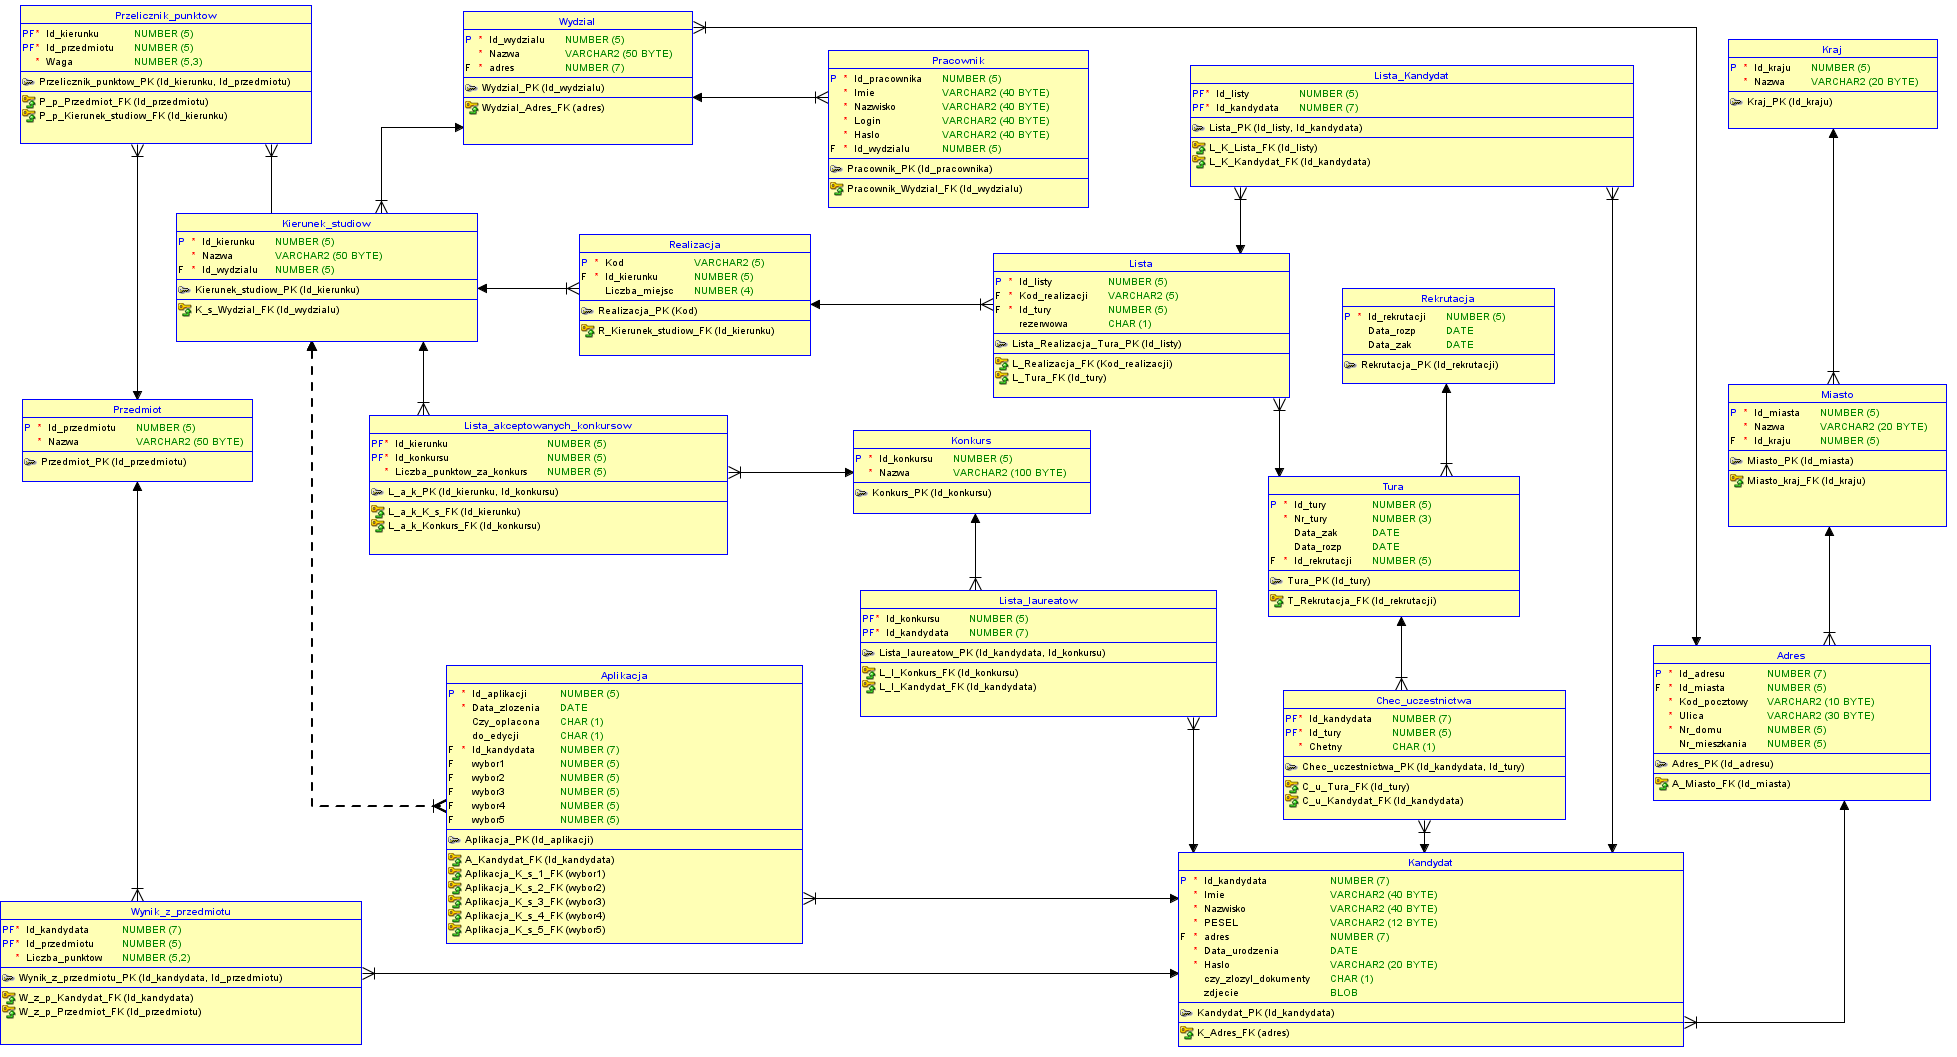 Przelicznik_punktow
PF* Id_kierunku NUMBER (5)
PF* Id_przedmiotu NUMBER (5)
* Waga NUMBER (5,3)
Przelicznik_punktow_PK (Id_kierunku, Id_przedmiotu)
P_p_Przedmiot_FK (Id_przedmiotu)
P_p_Kierunek_studiow_FK (Id_kierunku)
Wydzial
P * Id_wydzialu NUMBER (5)
* Nazwa VARCHAR2 (50 BYTE)
F * adres NUMBER (7)
Wydzial_PK (Id_wydzialu)
Wydzial_Adres_FK (adres)
Pracownik
P * Id_pracownika NUMBER (5)
* Imie VARCHAR2 (40 BYTE)
* Nazwisko VARCHAR2 (40 BYTE)
* Login VARCHAR2 (40 BYTE)
* Haslo VARCHAR2 (40 BYTE)
F * Id_wydzialu NUMBER (5)
Pracownik_PK (Id_pracownika)
Pracownik_Wydzial_FK (Id_wydzialu)
Lista_Kandydat
PF* Id_listy NUMBER (5)
PF* Id_kandydata NUMBER (7)
Lista_PK (Id_listy, Id_kandydata)
L_K_Lista_FK (Id_listy)
L_K_Kandydat_FK (Id_kandydata)
Kraj
P * Id_kraju NUMBER (5)
* Nazwa VARCHAR2 (20 BYTE)
Kraj_PK (Id_kraju)
Kierunek_studiow
P * Id_kierunku NUMBER (5)
* Nazwa VARCHAR2 (50 BYTE)
F * Id_wydzialu NUMBER (5)
Kierunek_studiow_PK (Id_kierunku)
K_s_Wydzial_FK (Id_wydzialu)
Realizacja
P * Kod VARCHAR2 (5)
F * Id_kierunku NUMBER (5)
Liczba_miejsc NUMBER (4)
Realizacja_PK (Kod)
R_Kierunek_studiow_FK (Id_kierunku)
Lista
P * Id_listy NUMBER (5)
F * Kod_realizacji VARCHAR2 (5)
F * Id_tury NUMBER (5)
rezerwowa CHAR (1)
Lista_Realizacja_Tura_PK (Id_listy)
L_Realizacja_FK (Kod_realizacji)
L_Tura_FK (Id_tury)
Rekrutacja
P * Id_rekrutacji NUMBER (5)
Data_rozp DATE
Data_zak DATE
Rekrutacja_PK (Id_rekrutacji)
Przedmiot
P * Id_przedmiotu NUMBER (5)
* Nazwa VARCHAR2 (50 BYTE)
Przedmiot_PK (Id_przedmiotu)
Lista_akceptowanych_konkursow
PF* Id_kierunku NUMBER (5)
PF* Id_konkursu NUMBER (5)
* Liczba_punktow_za_konkurs NUMBER (5)
L_a_k_PK (Id_kierunku, Id_konkursu)
L_a_k_K_s_FK (Id_kierunku)
L_a_k_Konkurs_FK (Id_konkursu)
Konkurs
P * Id_konkursu NUMBER (5)
* Nazwa VARCHAR2 (100 BYTE)
Konkurs_PK (Id_konkursu)
Miasto
P * Id_miasta NUMBER (5)
* Nazwa VARCHAR2 (20 BYTE)
F * Id_kraju NUMBER (5)
Miasto_PK (Id_miasta)
Miasto_kraj_FK (Id_kraju)
Tura
P * Id_tury NUMBER (5)
* Nr_tury NUMBER (3)
Data_zak DATE
Data_rozp DATE
F * Id_rekrutacji NUMBER (5)
Tura_PK (Id_tury)
T_Rekrutacja_FK (Id_rekrutacji)
Lista_laureatow
PF* Id_konkursu NUMBER (5)
PF* Id_kandydata NUMBER (7)
Lista_laureatow_PK (Id_kandydata, Id_konkursu)
L_l_Konkurs_FK (Id_konkursu)
L_l_Kandydat_FK (Id_kandydata)
Aplikacja
P * Id_aplikacji NUMBER (5)
* Data_zlozenia DATE
Czy_oplacona CHAR (1)
do_edycji CHAR (1)
F * Id_kandydata NUMBER (7)
F wybor1 NUMBER (5)
F wybor2 NUMBER (5)
F wybor3 NUMBER (5)
F wybor4 NUMBER (5)
F wybor5 NUMBER (5)
Aplikacja_PK (Id_aplikacji)
A_Kandydat_FK (Id_kandydata)
Aplikacja_K_s_1_FK (wybor1)
Aplikacja_K_s_2_FK (wybor2)
Aplikacja_K_s_3_FK (wybor3)
Aplikacja_K_s_4_FK (wybor4)
Aplikacja_K_s_5_FK (wybor5)
Chec_uczestnictwa
PF* Id_kandydata NUMBER (7)
PF* Id_tury NUMBER (5)
* Chetny CHAR (1)
Chec_uczestnictwa_PK (Id_kandydata, Id_tury)
C_u_Tura_FK (Id_tury)
C_u_Kandydat_FK (Id_kandydata)
Adres
P * Id_adresu NUMBER (7)
F * Id_miasta NUMBER (5)
* Kod_pocztowy VARCHAR2 (10 BYTE)
* Ulica VARCHAR2 (30 BYTE)
* Nr_domu NUMBER (5)
Nr_mieszkania NUMBER (5)
Adres_PK (Id_adresu)
A_Miasto_FK (Id_miasta)
Wynik_z_przedmiotu
PF* Id_kandydata NUMBER (7)
PF* Id_przedmiotu NUMBER (5)
* Liczba_punktow NUMBER (5,2)
Wynik_z_przedmiotu_PK (Id_kandydata, Id_przedmiotu)
W_z_p_Kandydat_FK (Id_kandydata)
W_z_p_Przedmiot_FK (Id_przedmiotu)
Kandydat
P * Id_kandydata NUMBER (7)
* Imie VARCHAR2 (40 BYTE)
* Nazwisko VARCHAR2 (40 BYTE)
* PESEL VARCHAR2 (12 BYTE)
F * adres NUMBER (7)
* Data_urodzenia DATE
* Haslo VARCHAR2 (20 BYTE)
czy_zlozyl_dokumenty CHAR (1)
zdjecie BLOB
Kandydat_PK (Id_kandydata)
K_Adres_FK (adres)